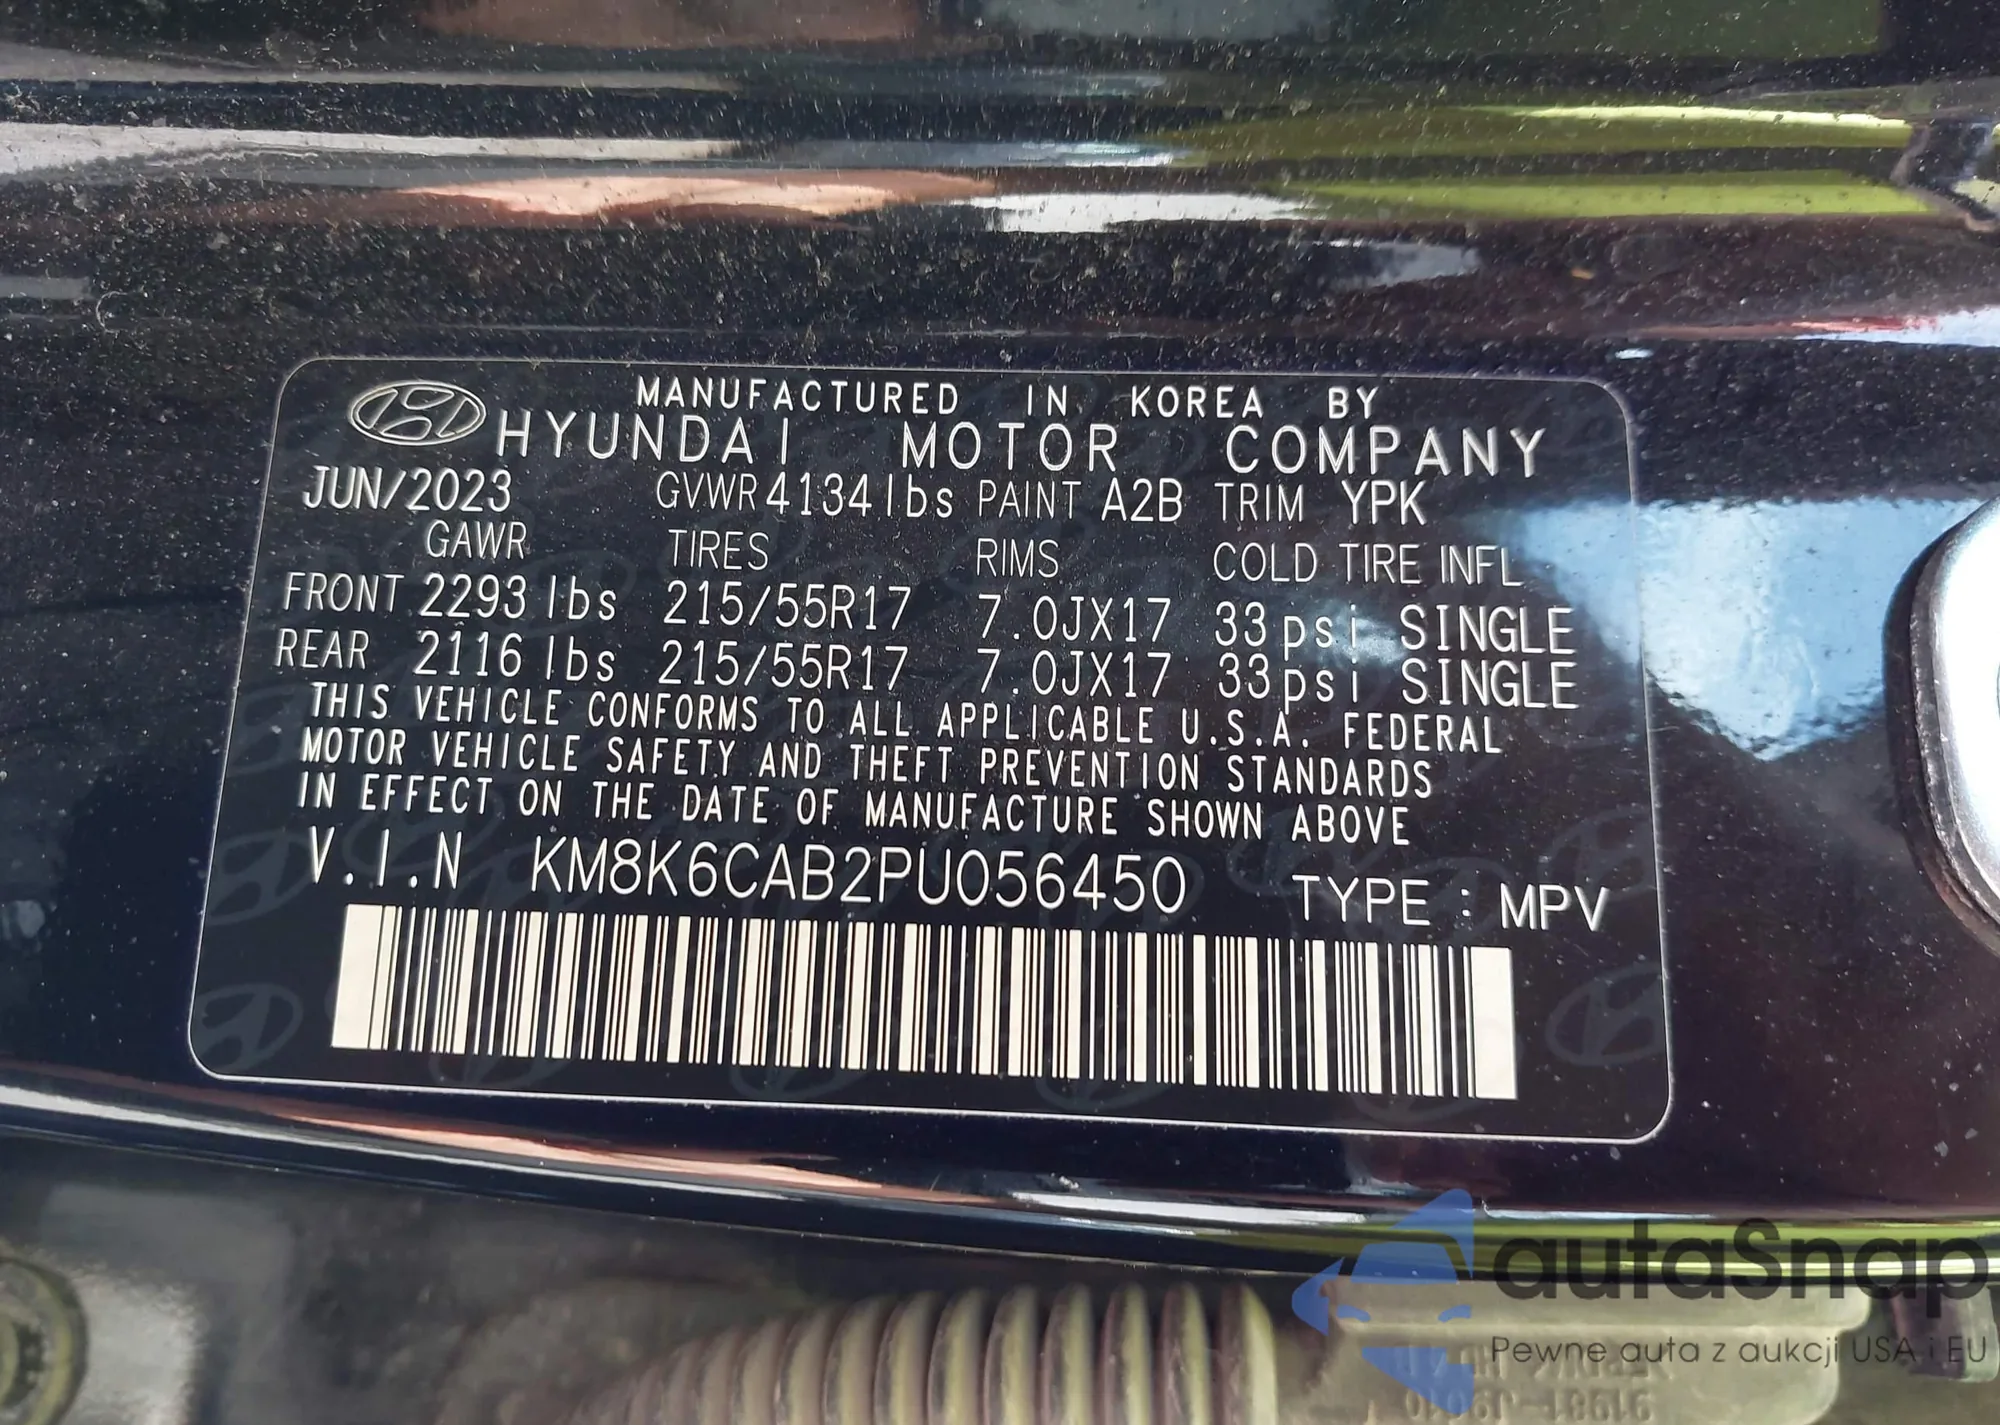 MANUFACTURED IN KOREA BY
HYUNDAI MOTOR COMPANY
JUN/2023 GVWR 4134 lbs PAINT A2B TRIM YPK
GAWR TIRES RIMS COLD TIRE INFL
FRONT 2293 lbs 215/55R17 7.0JX17 33 psi SINGLE
REAR 2116 lbs 215/55R17 7.0JX17 33psi SINGLE
THIS VEHICLE CONFORMS TO ALL APPLICABLE U.S.A. FEDERAL
MOTOR VEHICLE SAFETY AND THEFT PREVENTION STANDARDS
IN EFFECT ON THE DATE OF MANUFACTURE SHOWN ABOVE
V.I.N KM8K6CAB2PU056450 TYPE : MPV
autaSnap
Pewne auta z aukcji USA i EU